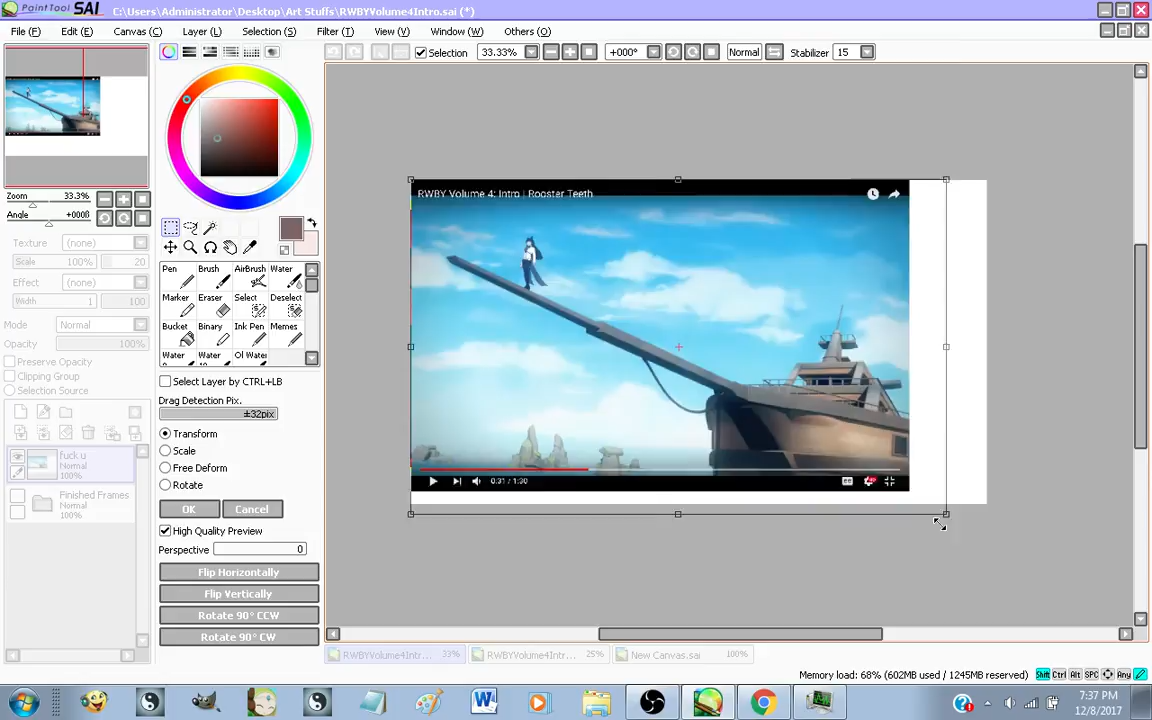 PaintTool SAI C:\Users\Administrator\Desktop\Art Stuffs\RWBYVolume4Intro.sai (*)
File (F) Edit (E) Canvas (C) Layer (L) Selection (S) Filter (T) View (V) Window (W) Others (O)
Selection 33.33% +000° Normal Stabilizer 15
Zoom 33.3%
Angle +000θ
Texture (none)
Scale 100% 20
Effect (none)
Width 1 100
Mode Normal
Opacity 100%
Preserve Opacity
Clipping Group
Selection Source
fuck u
Normal
100%
Finished Frames
Normal
100%
Pen Brush AirBrush Water
Marker Eraser Select Deselect
Bucket Binary Ink Pen Memes
Water Water Ol Water
Select Layer by CTRL+LB
Drag Detection Pix.
±32pix
Transform
Scale
Free Deform
Rotate
OK Cancel
High Quality Preview
Perspective 0
Flip Horizontally
Flip Vertically
Rotate 90° CCW
Rotate 90° CW
RWBY Volume 4: Intro | Rooster Teeth
0:31 / 1:30
CC HD
RWBYVolume4Intr... 33% RWBYVolume4Intr... 25% New Canvas.sai 100%
Memory load: 68% (602MB used / 1245MB reserved) Shift Ctrl Alt SPC Any
7:37 PM
12/8/2017